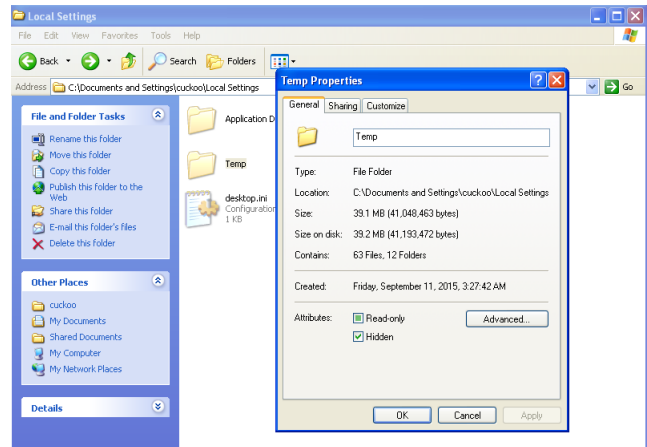 Local Settings
File Edit View Favorites Tools Help
Back Search Folders
Address C:\Documents and Settings\cuckoo\Local Settings Go
File and Folder Tasks
Rename this folder
Move this folder
Copy this folder
Publish this folder to the
Web
Share this folder
E-mail this folder's files
Delete this folder
Other Places
cuckoo
My Documents
Shared Documents
My Computer
My Network Places
Details
Application D
Temp
desktop.ini
Configuration
1 KB
Temp Properties
General Sharing Customize
Temp
Type: File Folder
Location: C:\Documents and Settings\cuckoo\Local Settings
Size: 39.1 MB (41,048,463 bytes)
Size on disk: 39.2 MB (41,193,472 bytes)
Contains: 63 Files, 12 Folders
Created: Friday, September 11, 2015, 3:27:42 AM
Attributes: Read-only Advanced...
Hidden
OK Cancel Apply